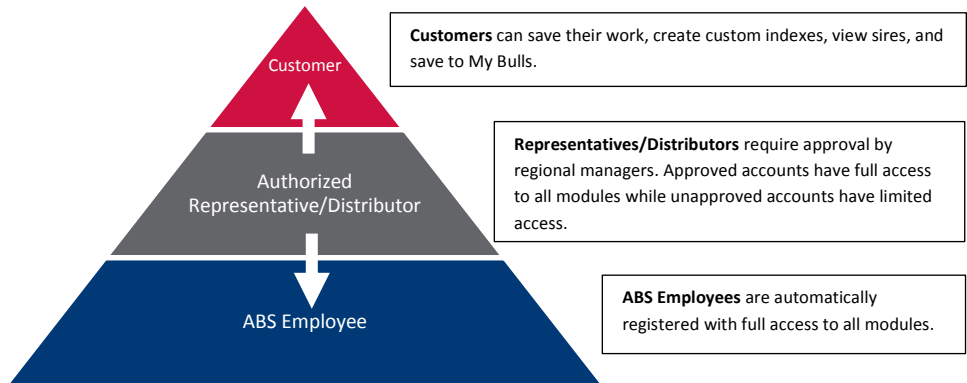 Customer
Customers can save their work, create custom indexes, view sires, and
save to My Bulls.
Authorized
Representative/Distributor
Representatives/Distributors require approval by
regional managers. Approved accounts have full access
to all modules while unapproved accounts have limited
access.
ABS Employee
ABS Employees are automatically
registered with full access to all modules.